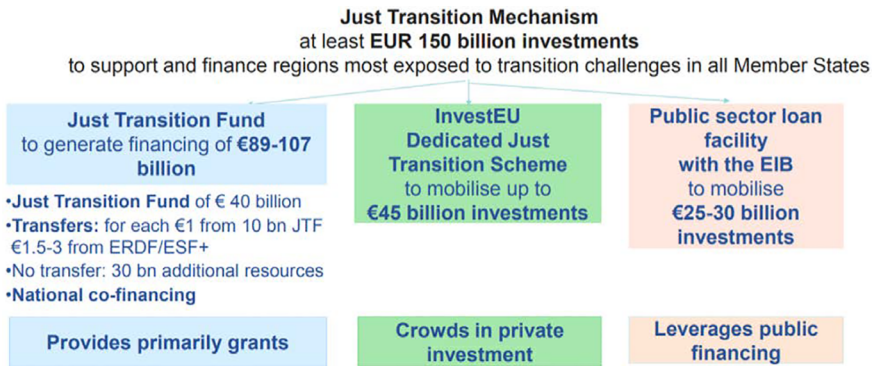 Just Transition Mechanism
at least EUR 150 billion investments
to support and finance regions most exposed to transition challenges in all Member States
Just Transition Fund
to generate financing of €89-107
billion
•Just Transition Fund of € 40 billion
•Transfers: for each €1 from 10 bn JTF
€1.5-3 from ERDF/ESF+
•No transfer: 30 bn additional resources
•National co-financing
Provides primarily grants
InvestEU
Dedicated Just
Transition Scheme
to mobilise up to
€45 billion investments
Crowds in private
investment
Public sector loan
facility
with the EIB
to mobilise
€25-30 billion
investments
Leverages public
financing